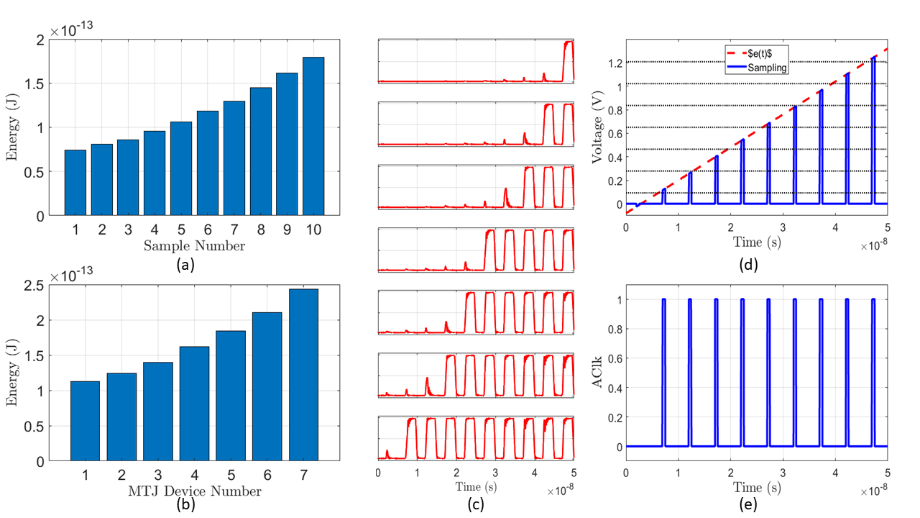 ×10⁻¹³
2
1.5
1
0.5
0
Energy (J)
1 2 3 4 5 6 7 8 9 10
Sample Number
(a)
×10⁻¹³
2.5
2
1.5
1
0.5
0
Energy (J)
1 2 3 4 5 6 7
MTJ Device Number
(b)
0 1 2 3 4 5
Time (s)
×10⁻⁸
(c)
$e(t)$
Sampling
1.2
1
0.8
0.6
0.4
0.2
0
Voltage (V)
0 1 2 3 4 5
Time (s)
×10⁻⁸
(d)
1
0.8
0.6
0.4
0.2
0
AClk
0 1 2 3 4 5
Time (s)
×10⁻⁸
(e)